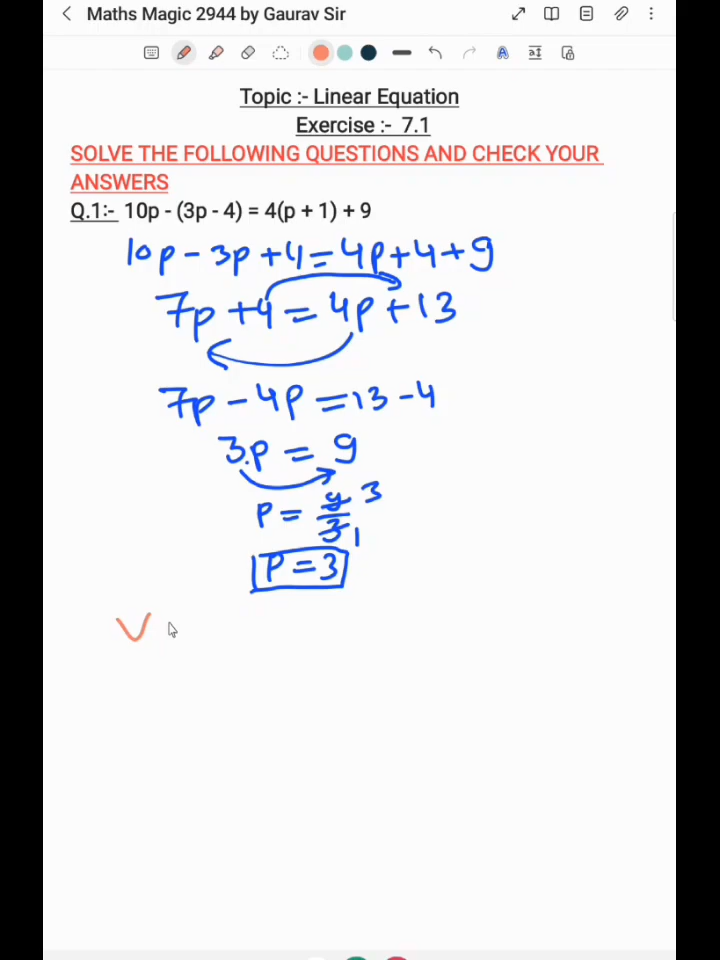 Maths Magic 2944 by Gaurav Sir
Topic :- Linear Equation
Exercise :- 7.1
SOLVE THE FOLLOWING QUESTIONS AND CHECK YOUR
ANSWERS
Q.1:- 10p - (3p - 4) = 4(p + 1) + 9
10p - 3p + 4 = 4p + 4 + 9
7p + 4 = 4p + 13
7p - 4p = 13 - 4
3p = 9
p = 9/3 3 1
p = 3
V